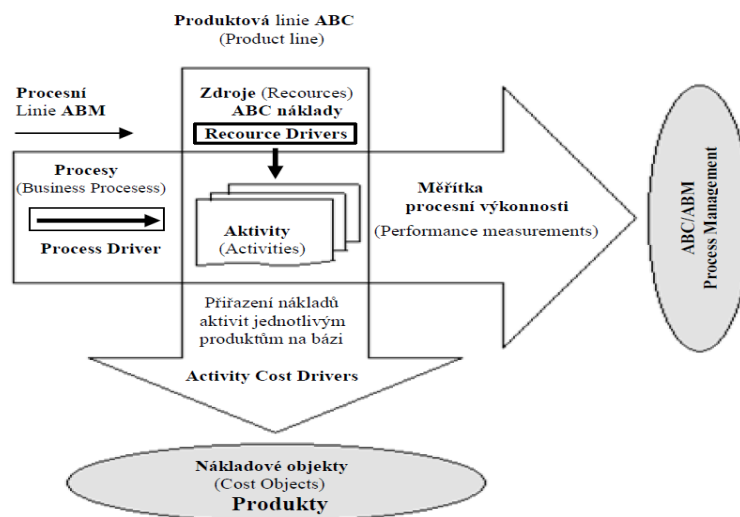 Produktová linie ABC
(Product line)
Procesní
Linie ABM
Zdroje (Recources)
ABC náklady
Recource Drivers
Procesy
(Business Procesess)
Process Driver
Aktivity
(Activities)
Měřítka
procesní výkonnosti
(Performance measurements)
ABC/ABM
Process Management
Přiřazení nákladů
aktivit jednotlivým
produktům na bázi
Activity Cost Drivers
Nákladové objekty
(Cost Objects)
Produkty